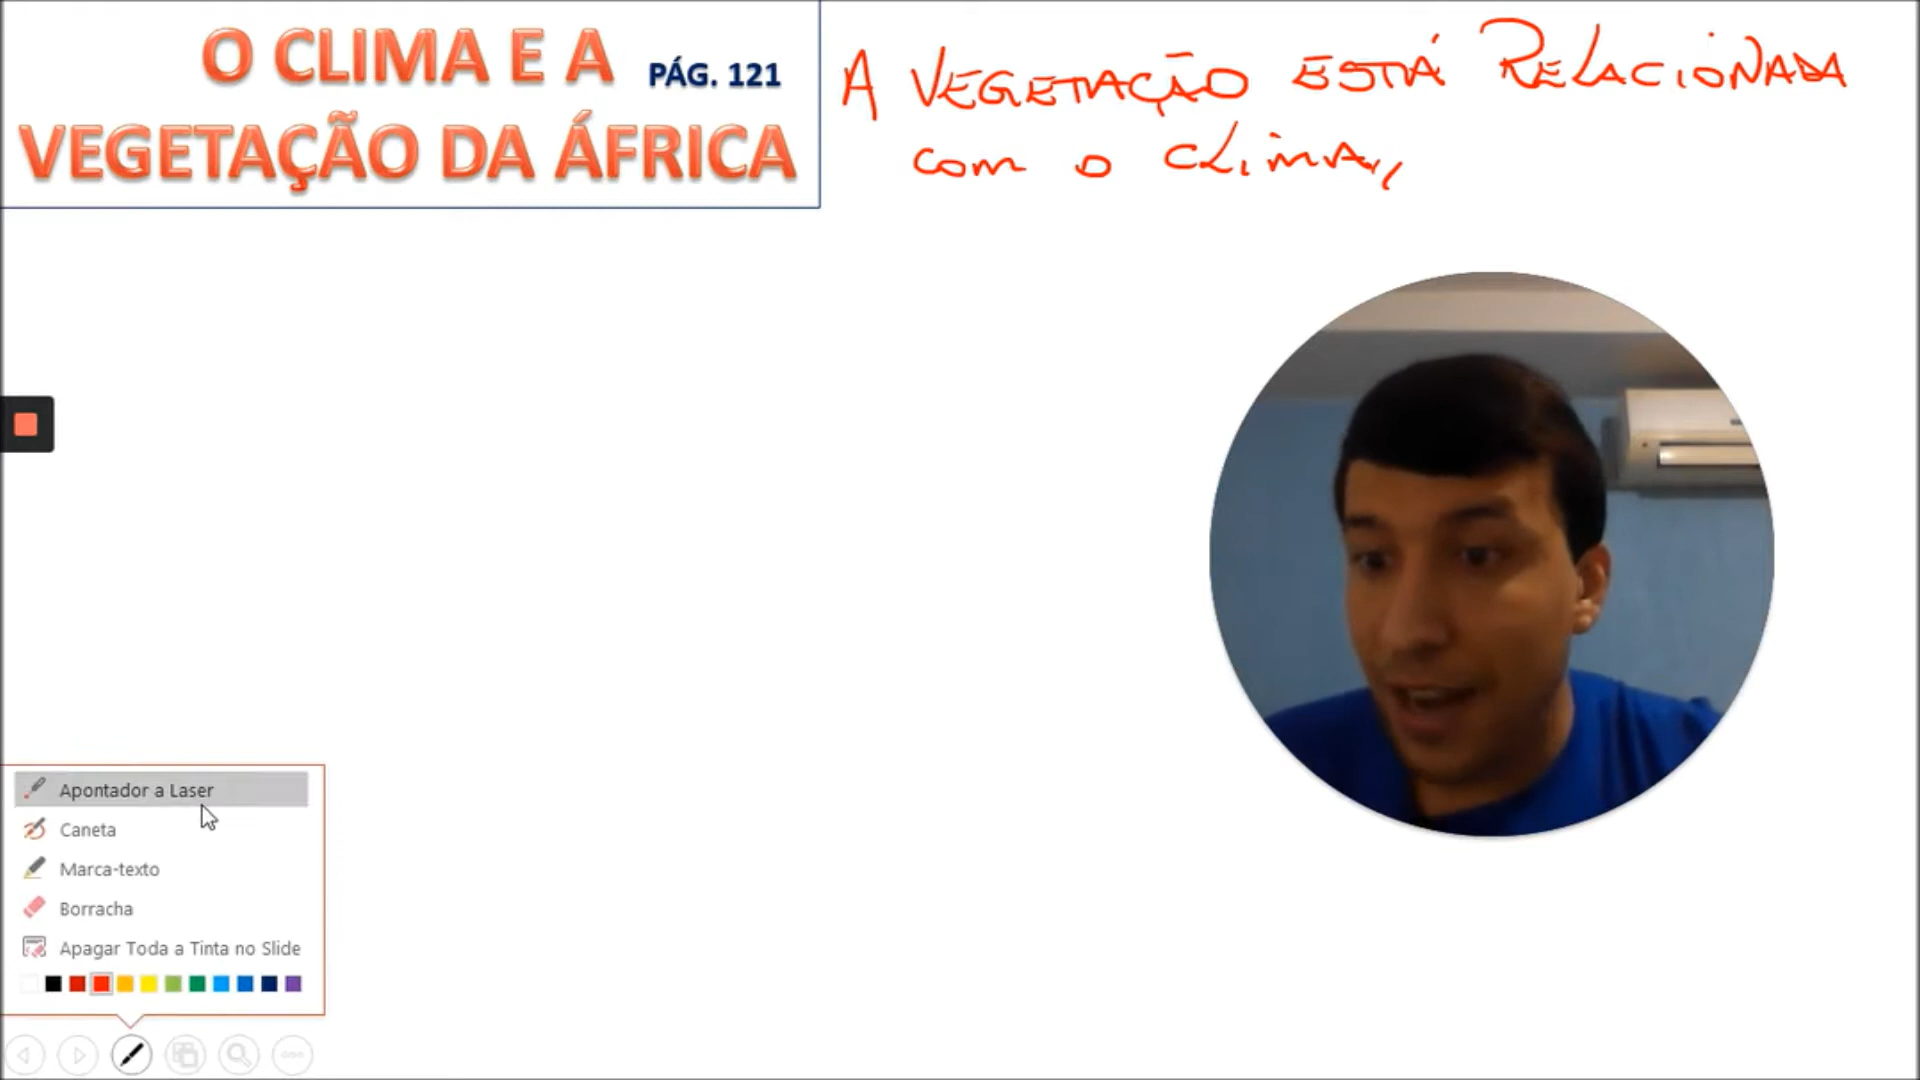 O CLIMA E A
PÁG. 121
VEGETAÇÃO DA ÁFRICA
A VEGETAÇÃO ESTÁ RELACIONADA
COM O CLIMA,
Apontador a Laser
Caneta
Marca-texto
Borracha
Apagar Toda a Tinta no Slide